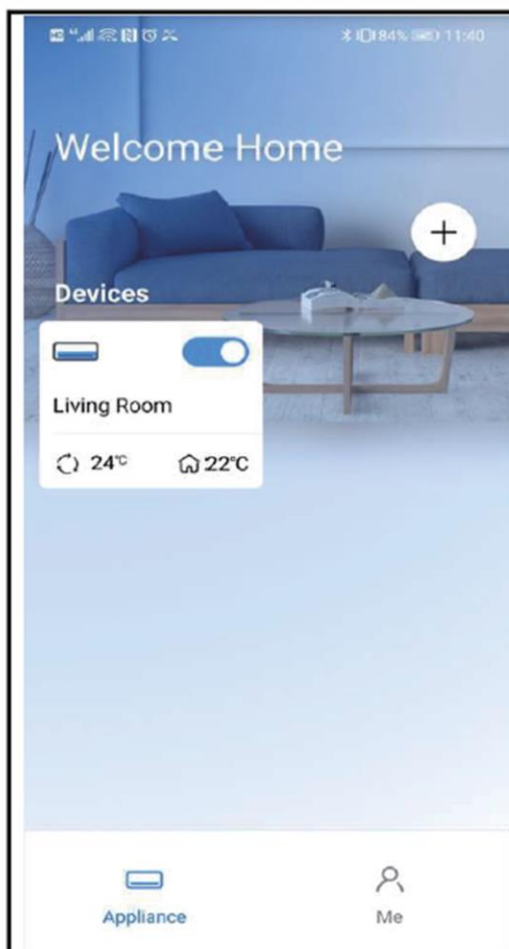 84% 11:40
Welcome Home
+
Devices
Living Room
24°C 22°C
Appliance Me